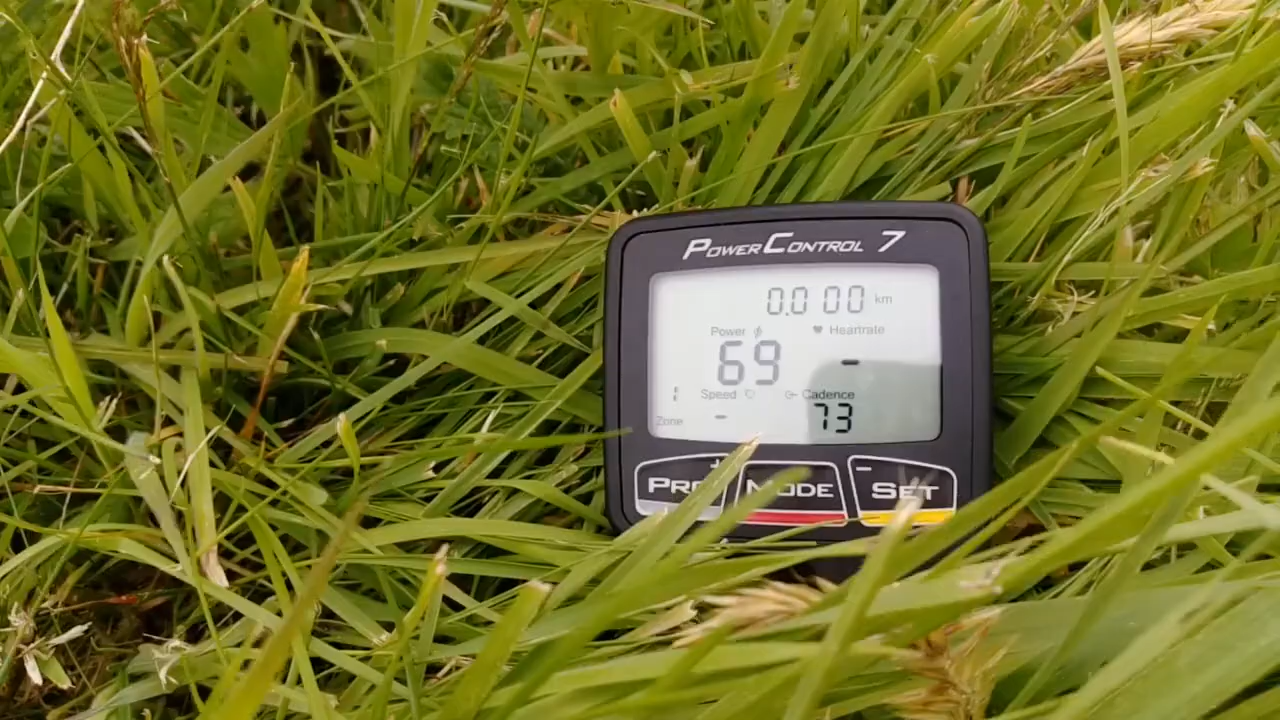 POWERCONTROL 7
0.0 00 km
Power Heartrate
69 -
Speed Cadence
Zone - 73
+ -
MODE SET